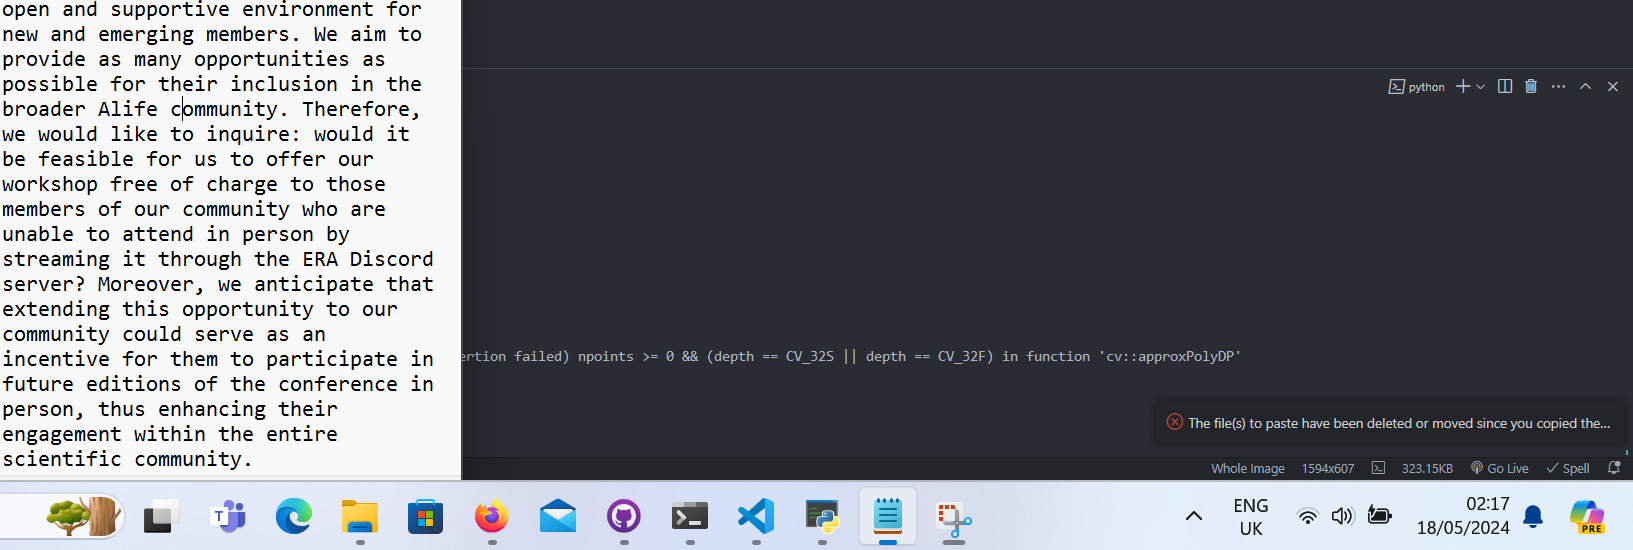 open and supportive environment for
new and emerging members. We aim to
provide as many opportunities as
possible for their inclusion in the
broader Alife community. Therefore,
we would like to inquire: would it
be feasible for us to offer our
workshop free of charge to those
members of our community who are
unable to attend in person by
streaming it through the ERA Discord
server? Moreover, we anticipate that
extending this opportunity to our
community could serve as an
incentive for them to participate in
future editions of the conference in
person, thus enhancing their
engagement within the entire
scientific community.
python
ertion failed) npoints >= 0 && (depth == CV_32S || depth == CV_32F) in function 'cv::approxPolyDP'
The file(s) to paste have been deleted or moved since you copied the...
Whole Image 1594x607 323.15KB Go Live Spell
ENG
UK
02:17
18/05/2024
PRE